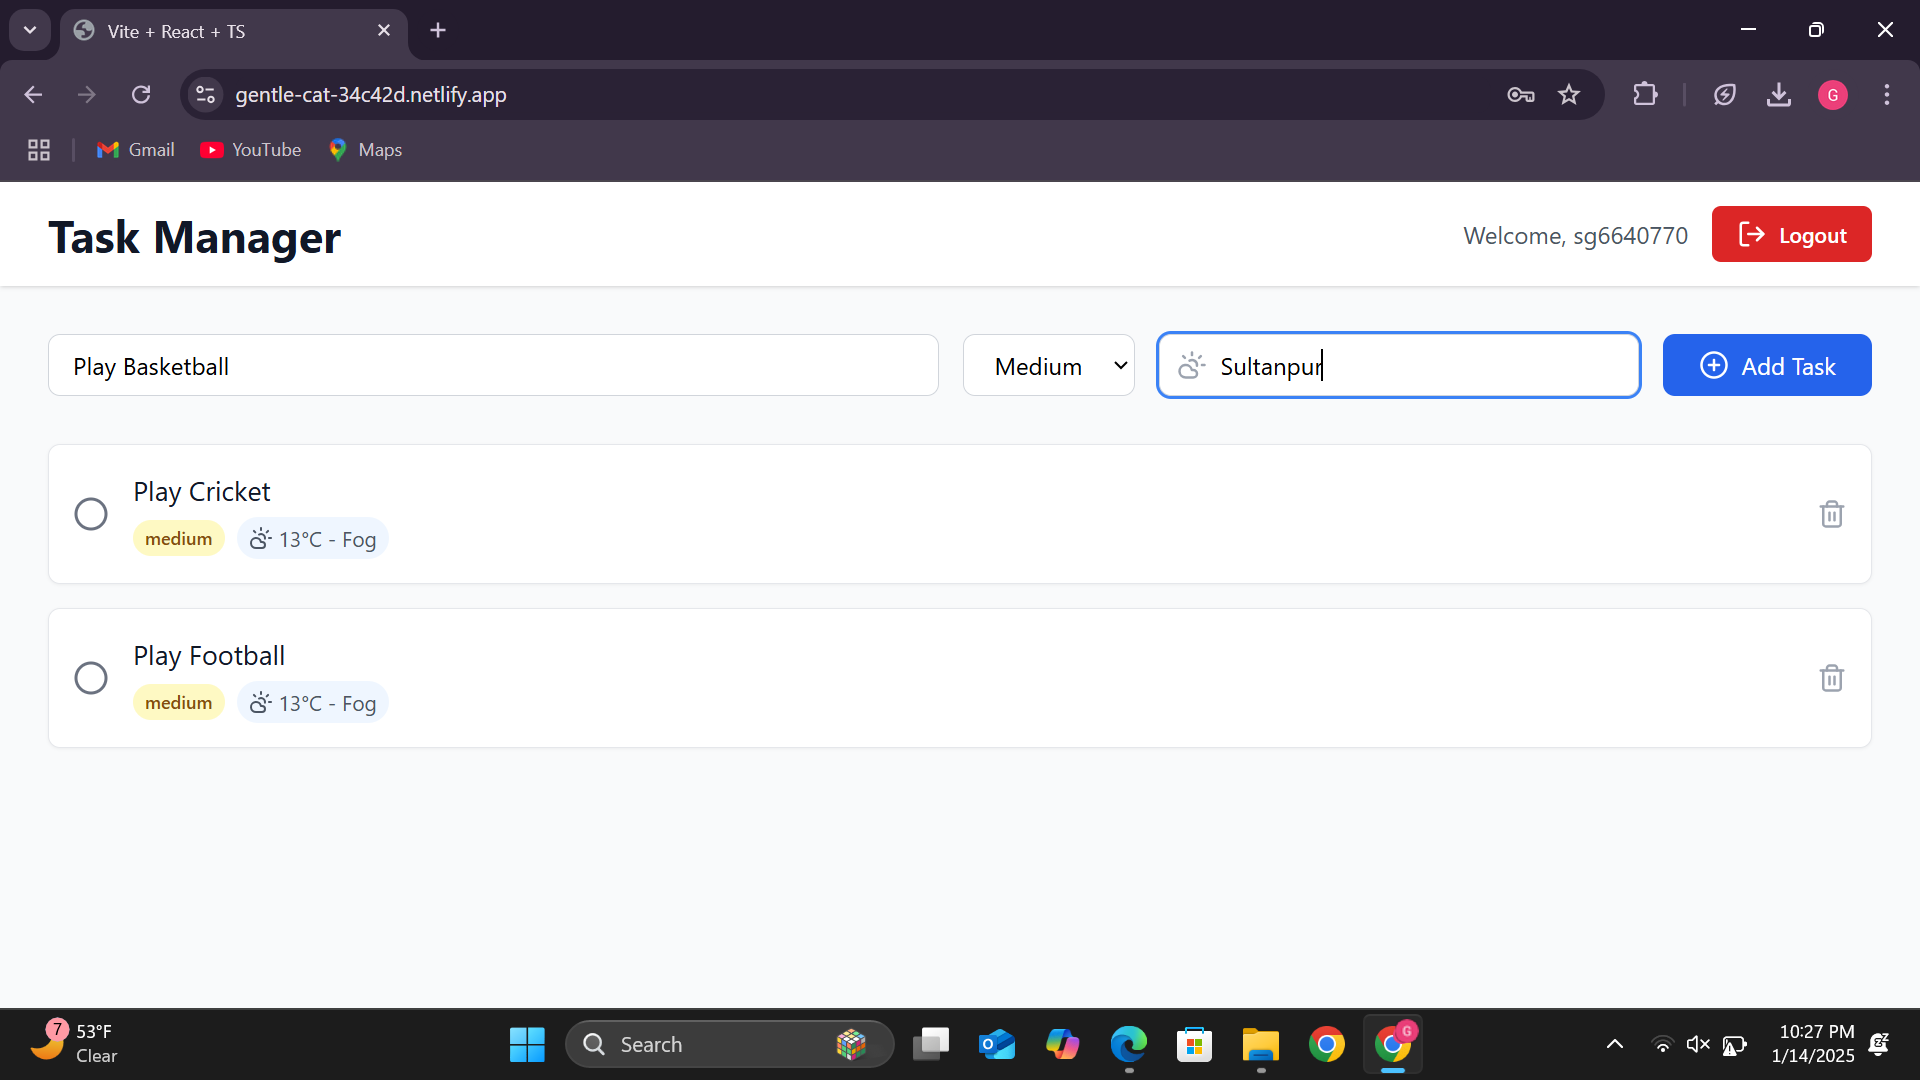 Vite + React + TS
gentle-cat-34c42d.netlify.app
G
Gmail
YouTube
Maps
Task Manager
Welcome, sg6640770
Logout
Play Basketball
Medium
Sultanpur
Add Task
Play Cricket
medium
13°C - Fog
Play Football
medium
13°C - Fog
7
53°F
Clear
Search
G
10:27 PM
1/14/2025